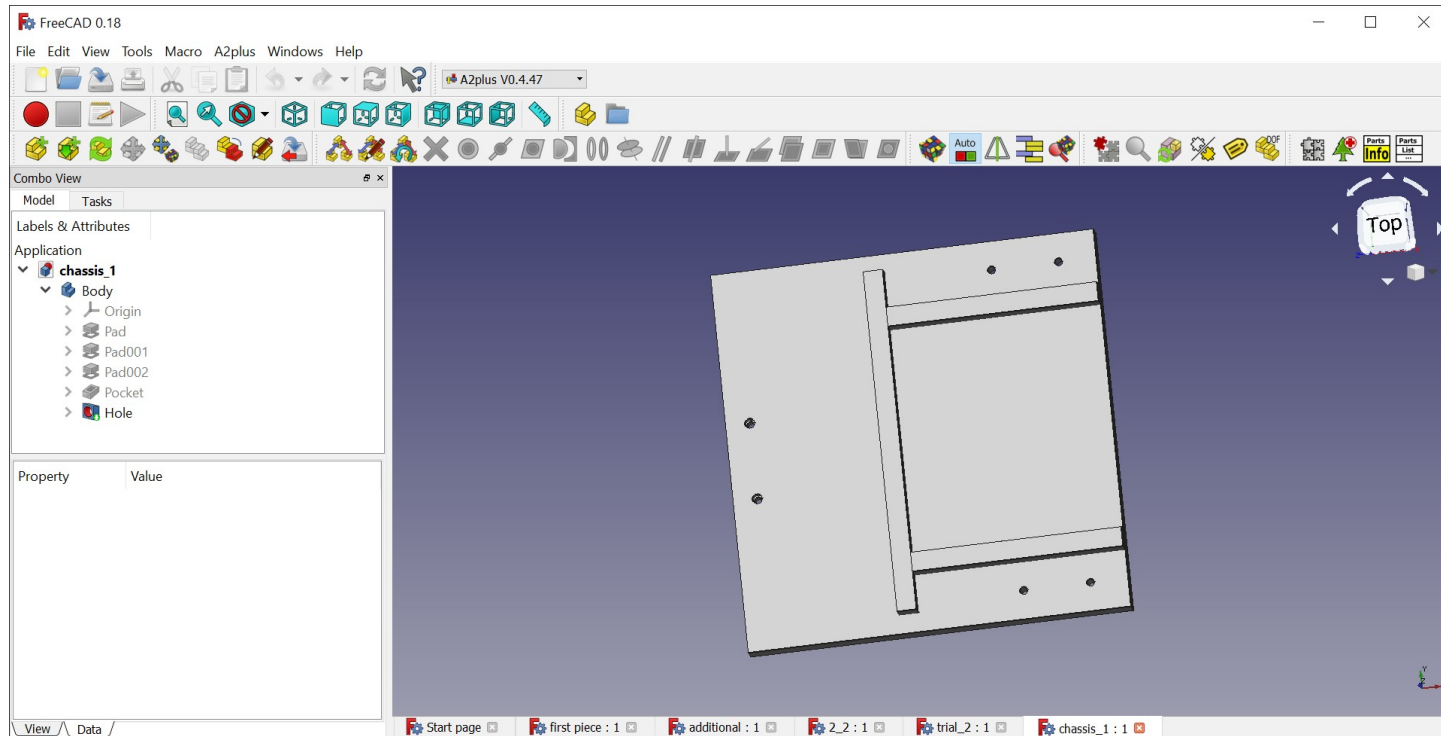 FreeCAD 0.18
File Edit View Tools Macro A2plus Windows Help
A2plus V0.4.47
Auto
DOF
Parts Info
Parts List ...
Combo View
Model Tasks
Labels & Attributes
Application
chassis_1
Body
Origin
Pad
Pad001
Pad002
Pocket
Hole
Top
Property Value
Y
Z
View Data
Start page
first piece : 1
additional : 1
2_2 : 1
trial_2 : 1
chassis_1 : 1